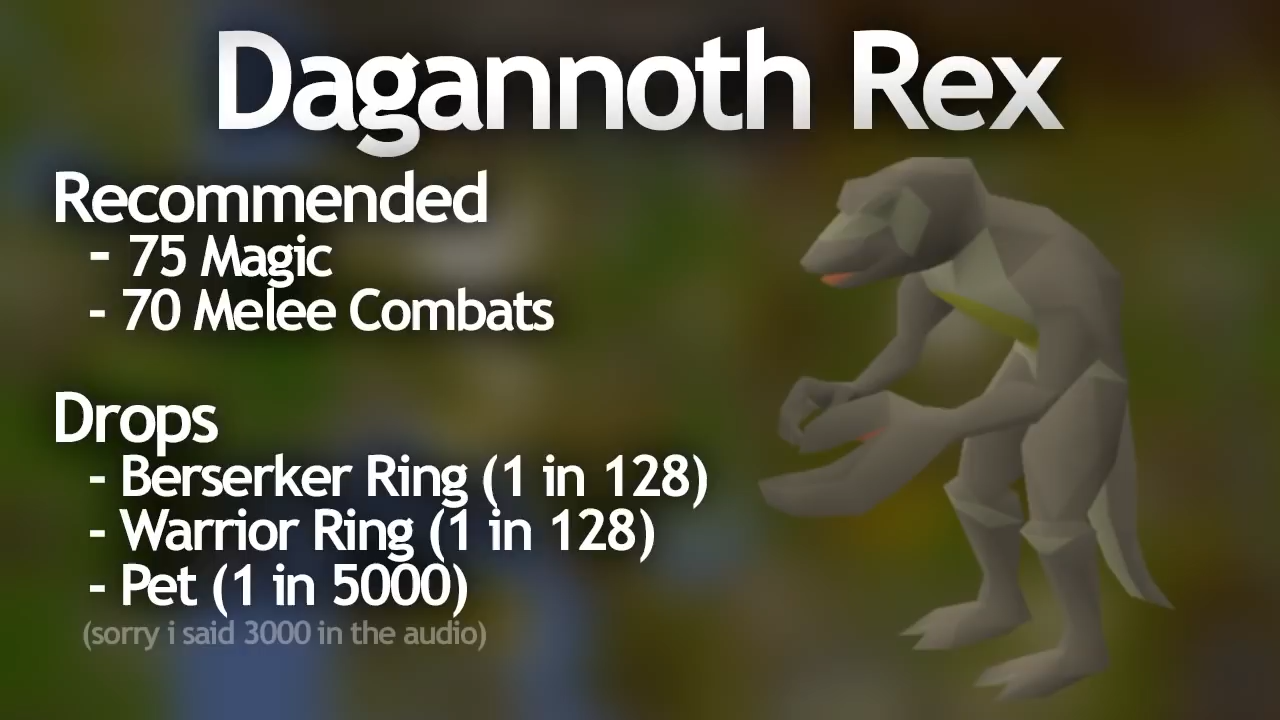 Dagannoth Rex
Recommended
- 75 Magic
- 70 Melee Combats
Drops
- Berserker Ring (1 in 128)
- Warrior Ring (1 in 128)
- Pet (1 in 5000)
(sorry i said 3000 in the audio)